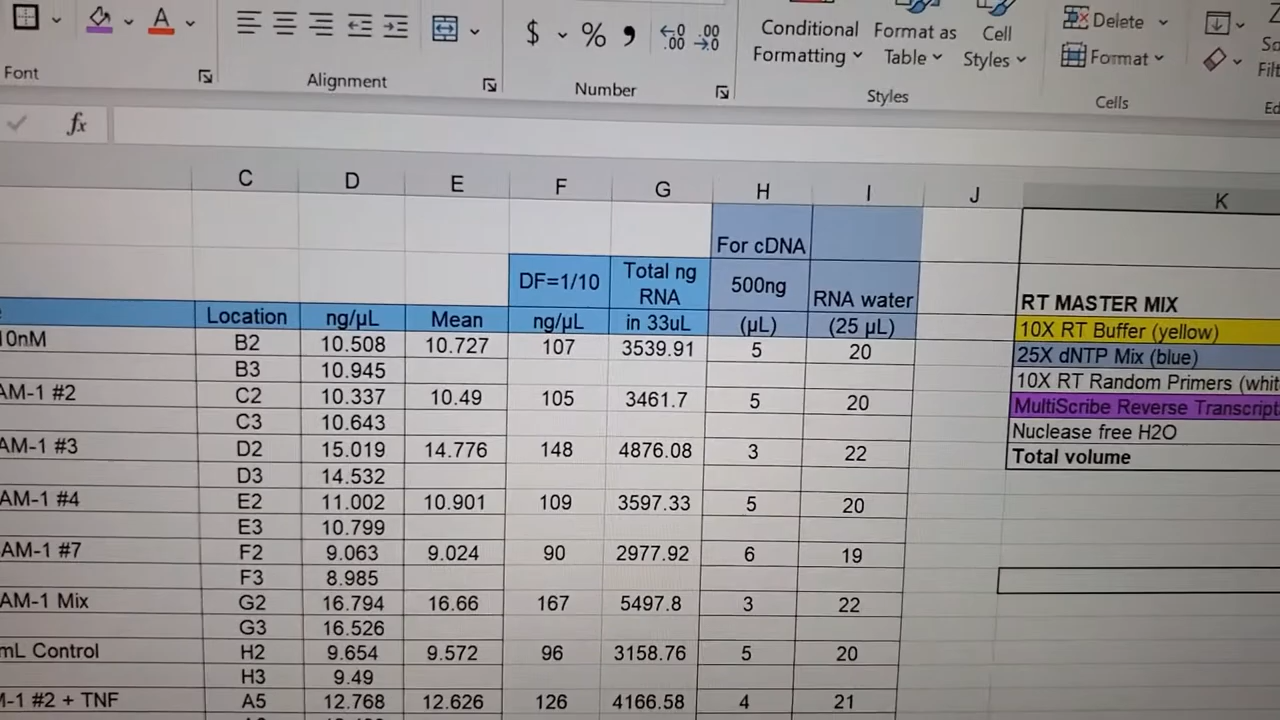 Conditional Format as Cell Delete
Formatting Table Styles Format
Font Alignment Number Styles Cells
fx
C D E F G H I J K
For cDNA
DF=1/10 Total ng RNA 500ng RNA water RT MASTER MIX
Location ng/µL Mean ng/µL in 33uL (µL) (25 µL) 10X RT Buffer (yellow)
10nM B2 10.508 10.727 107 3539.91 5 20 25X dNTP Mix (blue)
B3 10.945 10X RT Random Primers
AM-1 #2 C2 10.337 10.49 105 3461.7 5 20 MultiScribe Reverse
C3 10.643 Nuclease free H2O
AM-1 #3 D2 15.019 14.776 148 4876.08 3 22 Total volume
D3 14.532
AM-1 #4 E2 11.002 10.901 109 3597.33 5 20
E3 10.799
AM-1 #7 F2 9.063 9.024 90 2977.92 6 19
F3 8.985
AM-1 Mix G2 16.794 16.66 167 5497.8 3 22
G3 16.526
mL Control H2 9.654 9.572 96 3158.76 5 20
H3 9.49
M-1 #2 + TNF A5 12.768 12.626 126 4166.58 4 21